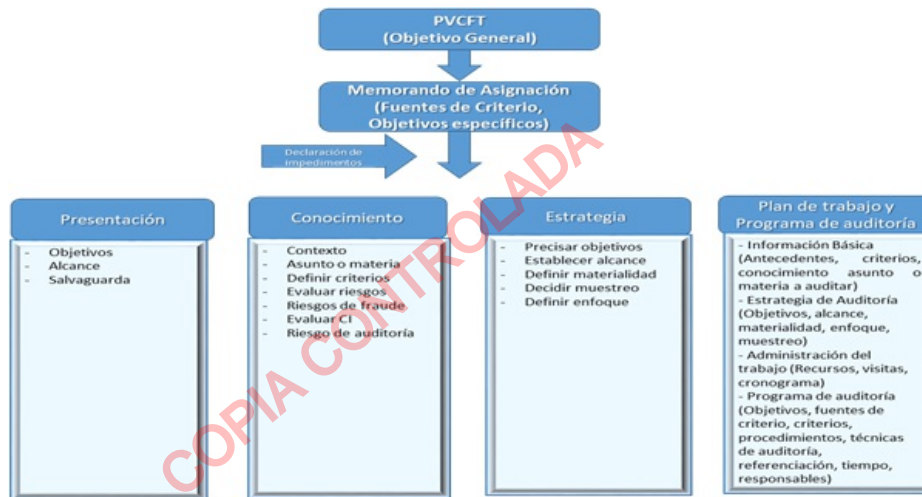 PVCFT
(Objetivo General)
Memorando de Asignación
(Fuentes de Criterio,
Objetivos específicos)
Declaración de
impedimentos
Presentación
- Objetivos
- Alcance
- Salvaguarda
Conocimiento
- Contexto
- Asunto o materia
- Definir criterios
- Evaluar riesgos
- Riesgos de fraude
- Evaluar CI
- Riesgo de auditoría
Estrategia
- Precisar objetivos
- Establecer alcance
- Definir materialidad
- Decidir muestreo
- Definir enfoque
Plan de trabajo y
Programa de auditoría
- Información Básica
(Antecedentes, criterios,
conocimiento asunto o
materia a auditar)
- Estrategia de Auditoría
(Objetivos, alcance,
materialidad, enfoque,
muestreo)
- Administración del
trabajo (Recursos, visitas,
cronograma)
- Programa de auditoría
(Objetivos, fuentes de
criterio, criterios,
procedimientos, técnicas
de auditoría,
referenciación, tiempo,
responsables)
COPIA CONTROLADA